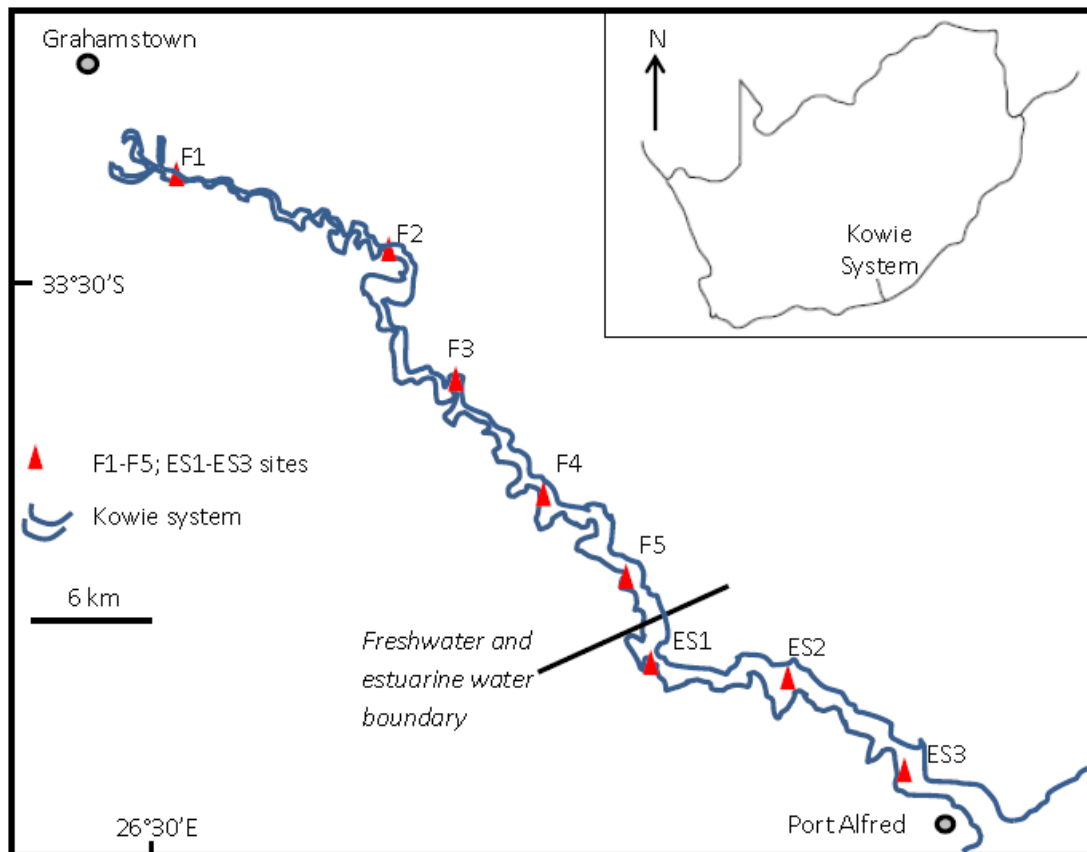 Grahamstown
N
F1
F2
Kowie
System
33°30’S
F3
F1-F5; ES1-ES3 sites
F4
Kowie system
F5
6 km
Freshwater and
estuarine water
boundary
ES1
ES2
ES3
26°30’E
Port Alfred